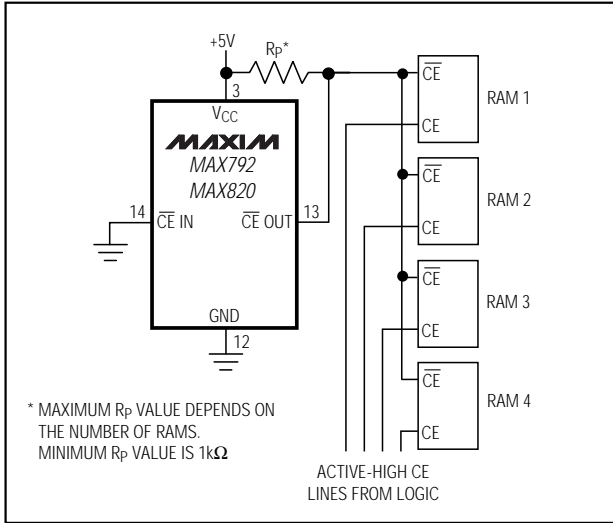 +5V
RP*
3
VCC
MAXIM
MAX792
MAX820
14
CE IN
CE OUT
13
GND
12
CE
CE
RAM 1
CE
CE
RAM 2
CE
CE
RAM 3
CE
CE
RAM 4
* MAXIMUM RP VALUE DEPENDS ON
THE NUMBER OF RAMS.
MINIMUM RP VALUE IS 1kΩ
ACTIVE-HIGH CE
LINES FROM LOGIC